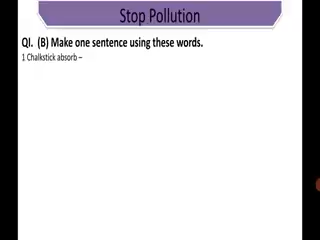 Stop Pollution
QI. (B) Make one sentence using these words.
1 Chalkstick absorb –